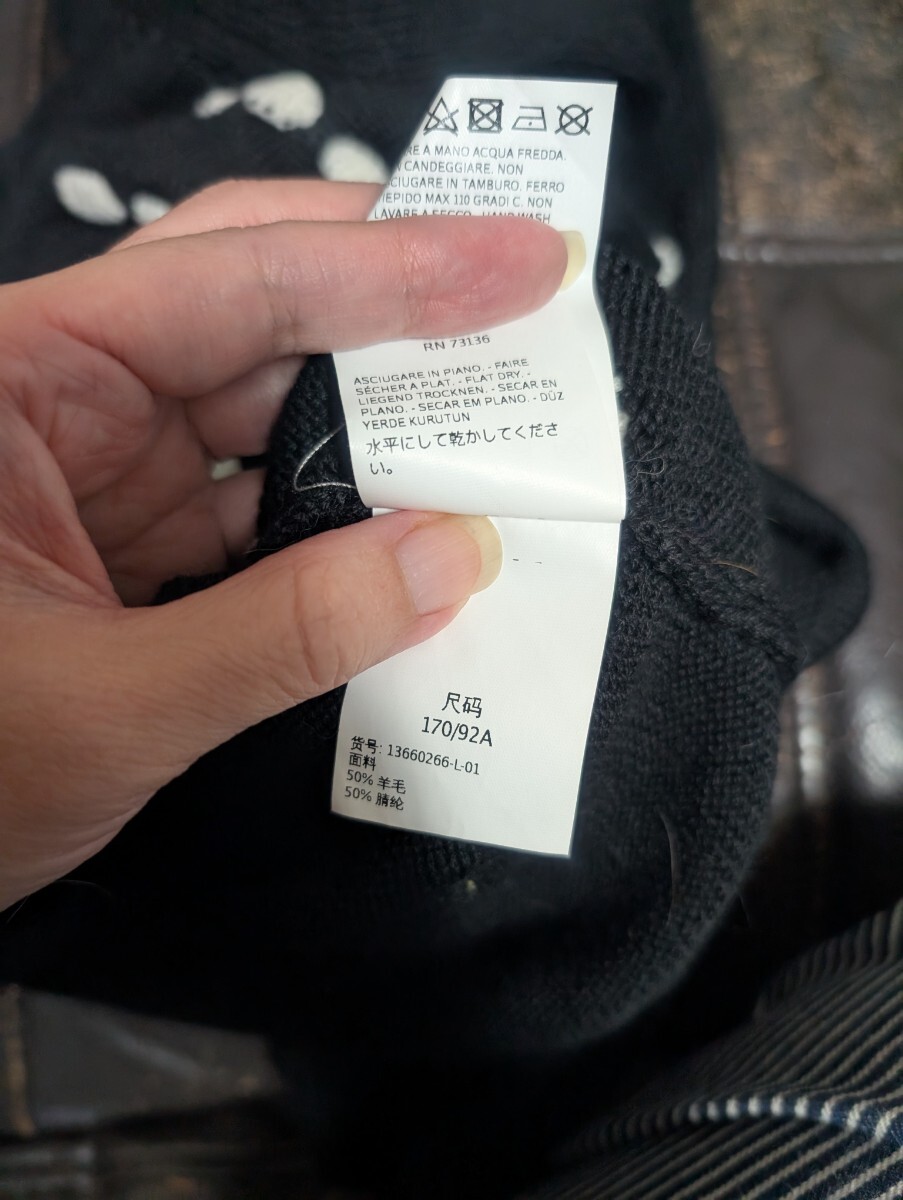 A MANO ACQUA FREDDA.
CANDEGGIARE. NON
IN TAMBURO. FERRO
MAX 110 GRADI C. NON
LAVARE A SECCO. HAND WASH
RN 73136
ASCIUGARE IN PIANO. - FAIRE
SÉCHER A PLAT. - FLAT DRY. -
LIEGEND TROCKNEN. - SECAR EN
PLANO. - SECAR EM PLANO. - DÜZ
YERDE KURUTUN
水平にして乾かしてくださ
い。
尺码
170/92A
货号: 13660266-L-01
面料
50% 羊毛
50% 腈纶